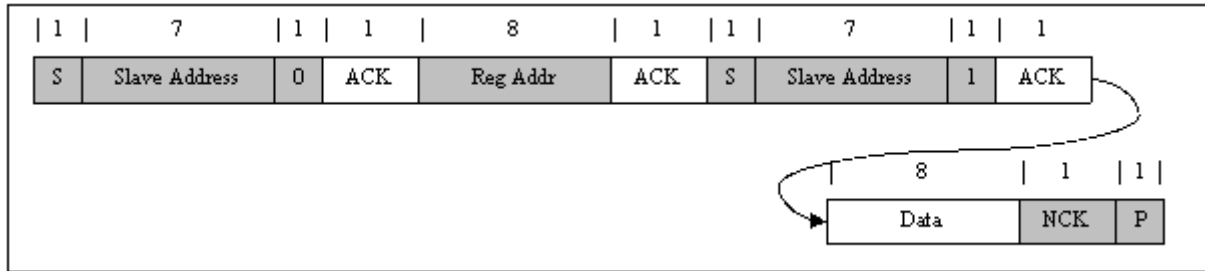 | 1 | 7 | 1 | 1 | 8 | 1 | 1 | 7 | 1 | 1
S Slave Address 0 ACK Reg Addr ACK S Slave Address 1 ACK
| 8 | 1 | 1 |
Data NCK P